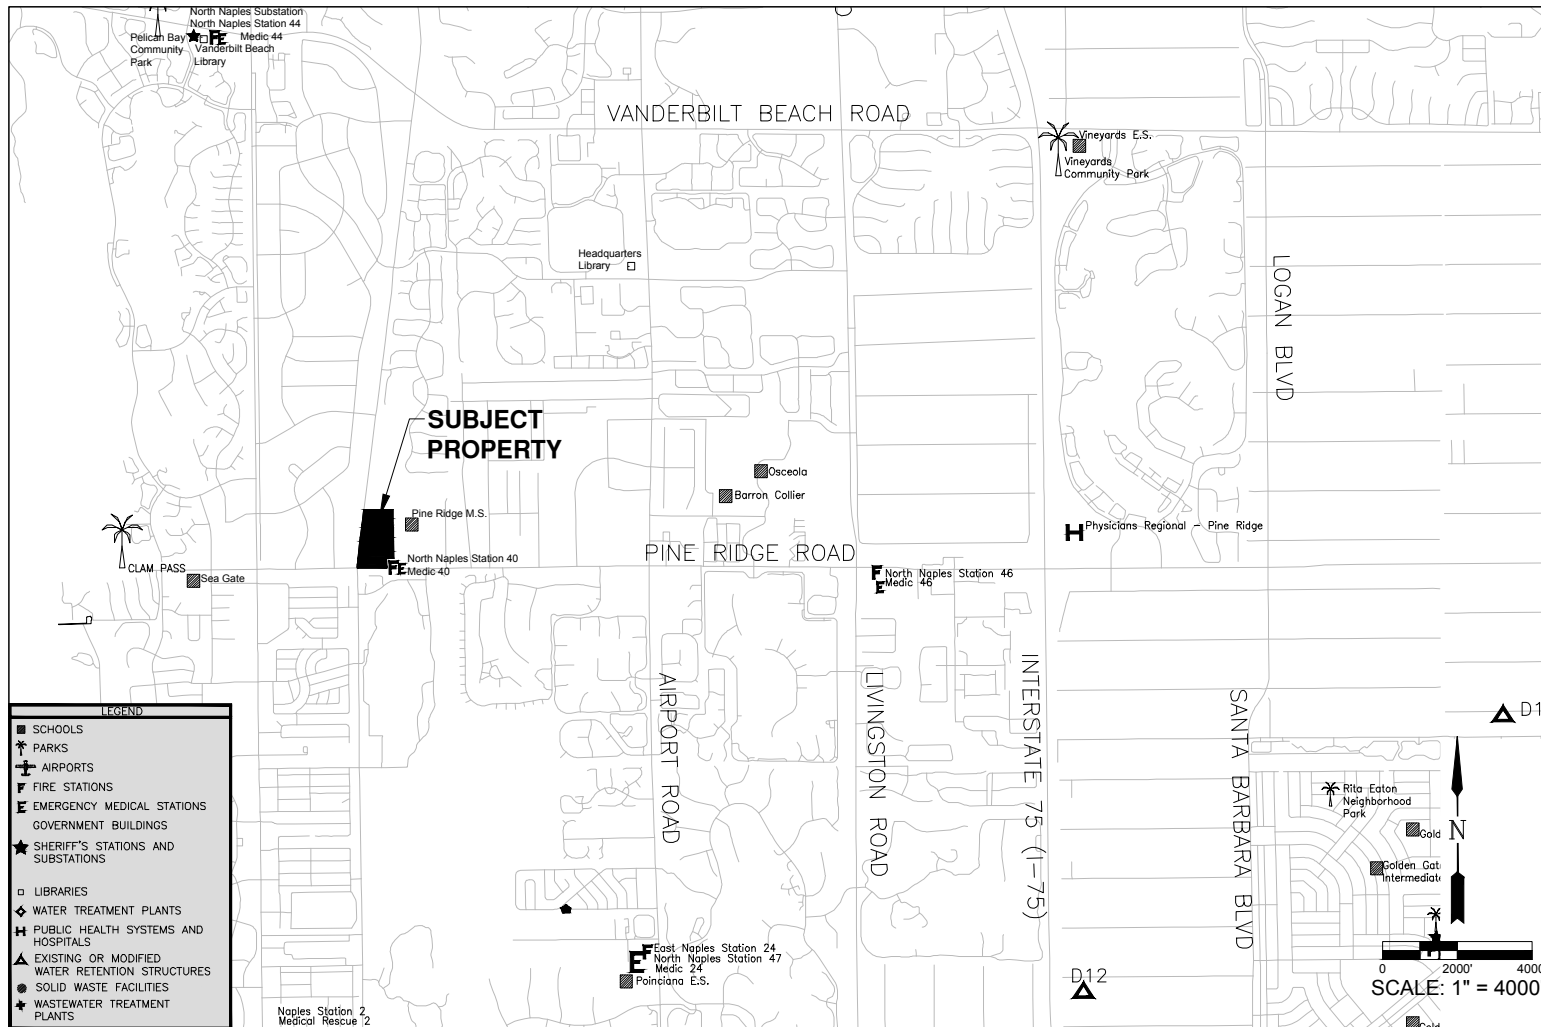 North Naples Substation
North Naples Station 44
Pelican Bay
Community
Park
Medic 44
Vanderbilt Beach
Library
VANDERBILT BEACH ROAD
Vineyards E.S.
Vineyards
Community Park
Headquarters
Library
LOGAN BLVD
SUBJECT
PROPERTY
Osceola
Barron Collier
Pine Ridge M.S.
Physicians Regional - Pine Ridge
PINE RIDGE ROAD
North Naples Station 40
Medic 40
CLAM PASS
Sea Gate
North Naples Station 46
Medic 46
AIRPORT ROAD
LIVINGSTON ROAD
INTERSTATE 75 (I-75)
SANTA BARBARA BLVD
D1
LEGEND
SCHOOLS
PARKS
AIRPORTS
FIRE STATIONS
EMERGENCY MEDICAL STATIONS
GOVERNMENT BUILDINGS
SHERIFF'S STATIONS AND
SUBSTATIONS
LIBRARIES
WATER TREATMENT PLANTS
PUBLIC HEALTH SYSTEMS AND
HOSPITALS
EXISTING OR MODIFIED
WATER RETENTION STRUCTURES
SOLID WASTE FACILITIES
WASTEWATER TREATMENT
PLANTS
Rita Eaton
Neighborhood
Park
Gold
N
Golden Gat
Intermediate
East Naples Station 24
North Naples Station 47
Medic 24
Poinciana E.S.
D12
0 2000' 4000
SCALE: 1" = 4000
Naples Station 2
Medical Rescue 2